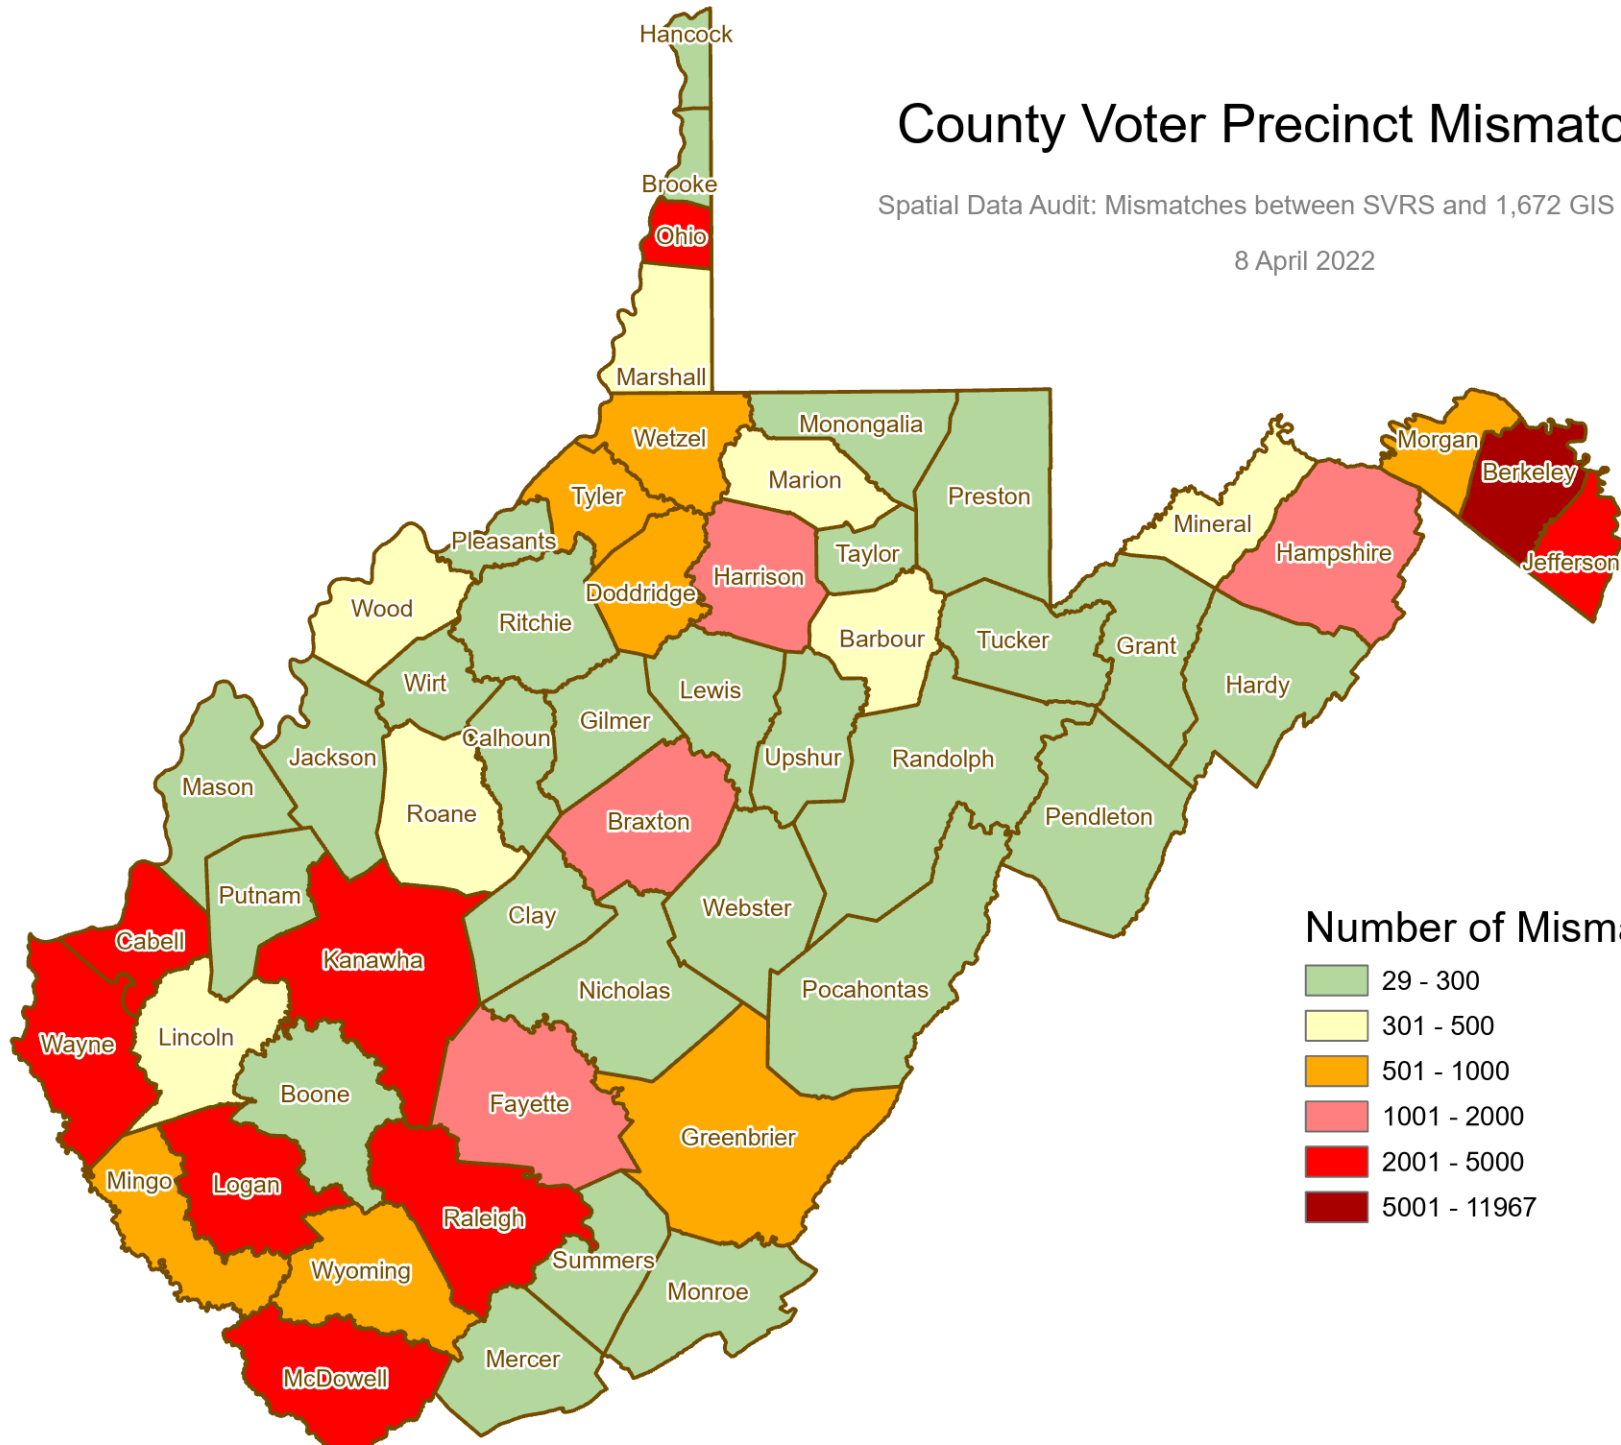 Hancock
County Voter Precinct Mismatc
Brooke
Spatial Data Audit: Mismatches between SVRS and 1,672 GIS
Ohio
8 April 2022
Marshall
Wetzel
Monongalia
Morgan
Berkeley
Marion
Tyler
Preston
Mineral
Pleasants
Taylor
Hampshire
Jefferson
Harrison
Doddridge
Wood
Ritchie
Barbour
Tucker
Grant
Wirt
Lewis
Hardy
Gilmer
Calhoun
Jackson
Upshur
Randolph
Mason
Roane
Braxton
Pendleton
Putnam
Clay
Webster
Number of Misma
Cabell
Kanawha
29 - 300
Nicholas
Pocahontas
301 - 500
Lincoln
Wayne
501 - 1000
Boone
Fayette
1001 - 2000
Greenbrier
2001 - 5000
Mingo
Logan
5001 - 11967
Raleigh
Summers
Wyoming
Monroe
Mercer
McDowell